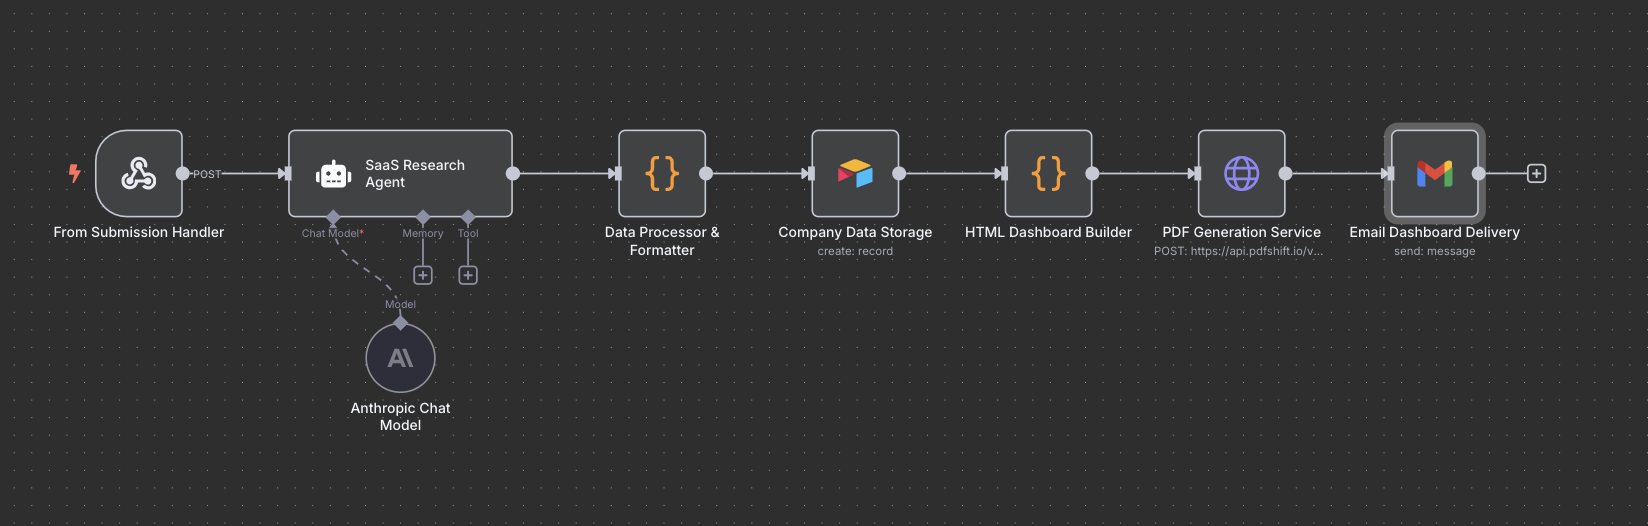 POST
SaaS Research
Agent
From Submission Handler
Chat Model*
Memory
Tool
Model
Anthropic Chat
Model
Data Processor &
Formatter
Company Data Storage
create: record
HTML Dashboard Builder
PDF Generation Service
POST: https://api.pdfshift.io/v...
Email Dashboard Delivery
send: message